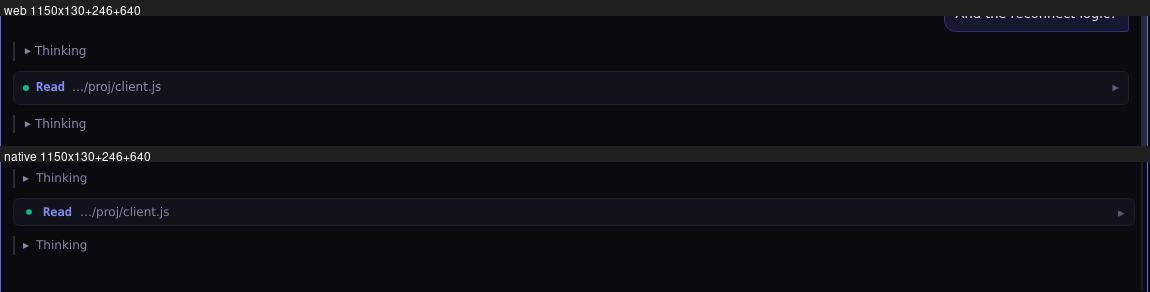 web 1150x130+246+640
And the reconnect logic?
▸ Thinking
Read …/proj/client.js ▸
▸ Thinking
native 1150x130+246+640
▸ Thinking
Read …/proj/client.js ▸
▸ Thinking